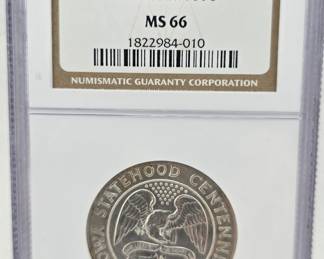 MS 66
1822984-010
NUMISMATIC GUARANTY CORPORATION
IOWA STATEHOOD CENTENNIAL